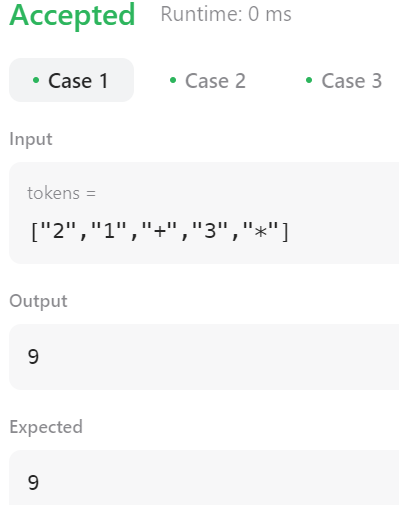 Accepted Runtime: 0 ms
Case 1 Case 2 Case 3
Input
tokens =
["2","1","+","3","*"]
Output
9
Expected
9